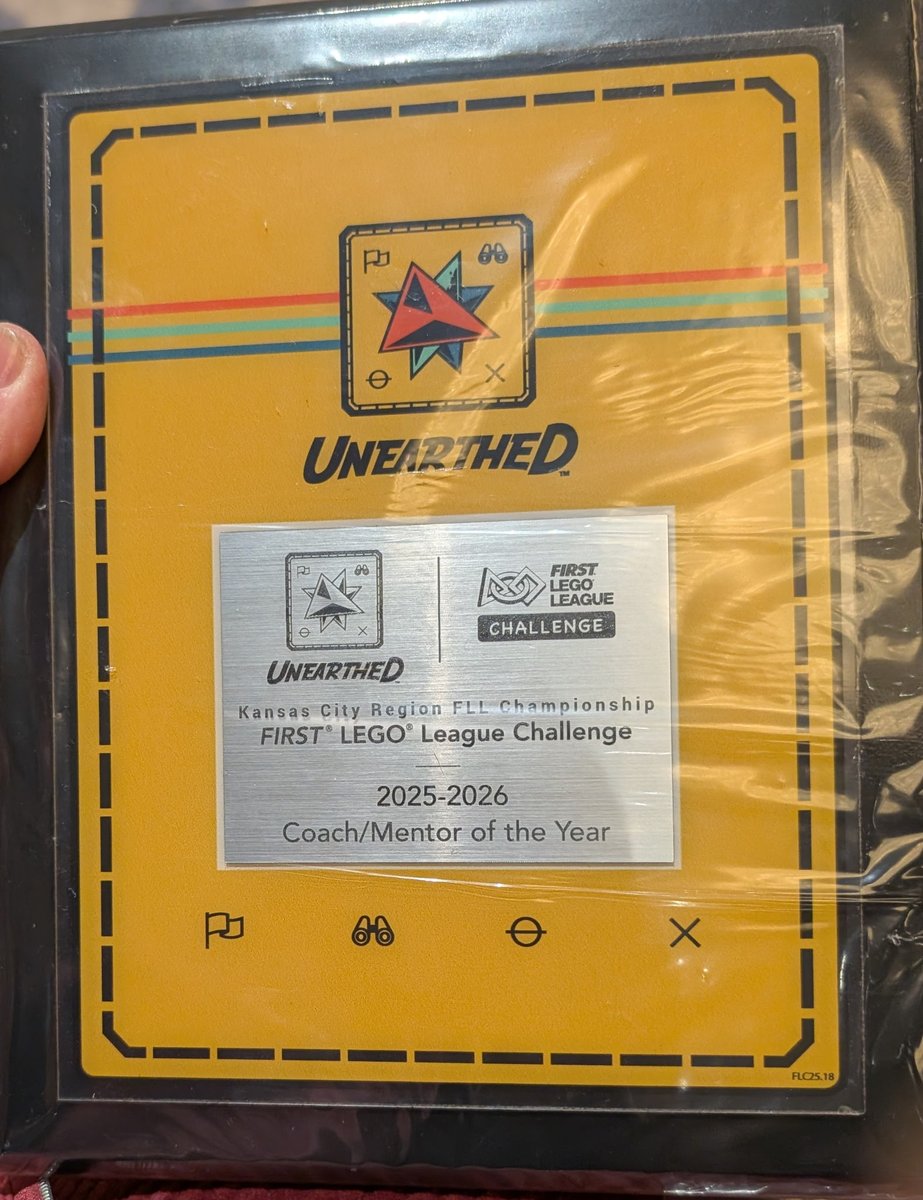 UNEARTHED™
UNEARTHED
FIRST
LEGO
LEAGUE
CHALLENGE
Kansas City Region FLL Championship
FIRST® LEGO® League Challenge
2025-2026
Coach/Mentor of the Year
FLC25.18